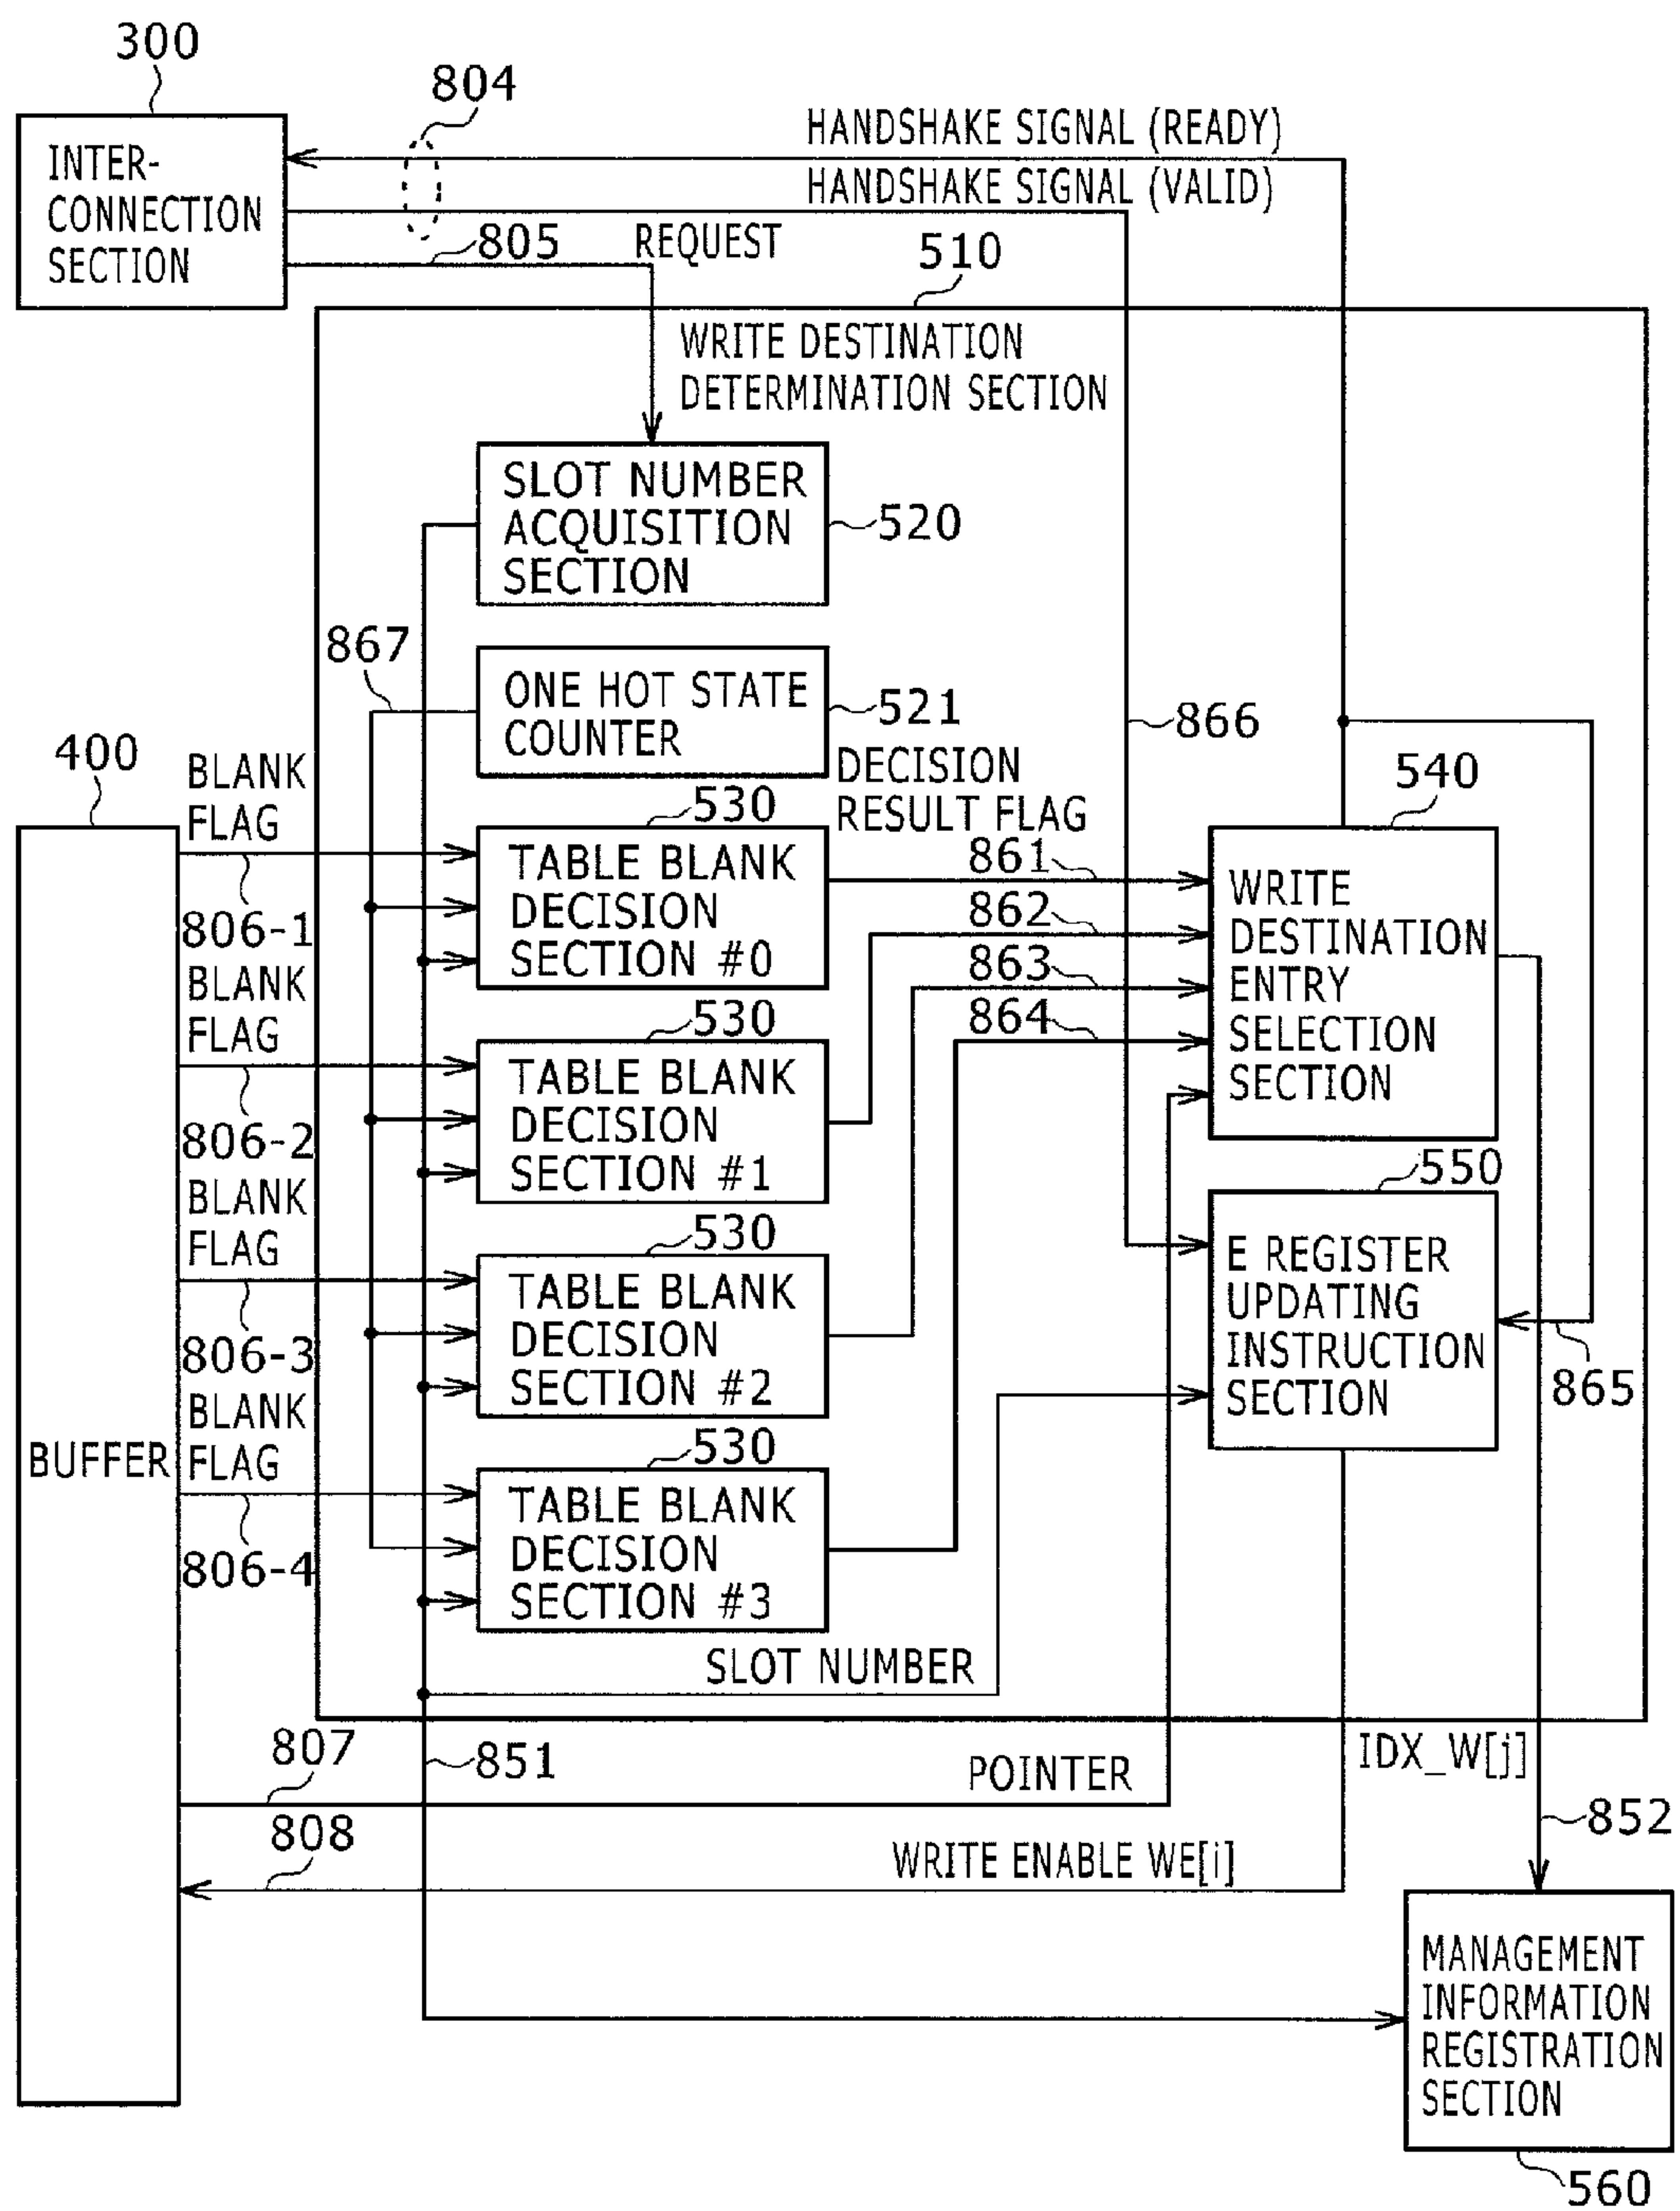 300
804
HANDSHAKE SIGNAL (READY)
INTER-
CONNECTION
SECTION
HANDSHAKE SIGNAL (VALID)
805
REQUEST
510
WRITE DESTINATION
DETERMINATION SECTION
SLOT NUMBER
ACQUISITION
SECTION
520
867
ONE HOT STATE
COUNTER
521
866
400
BLANK
FLAG
DECISION
RESULT FLAG
540
530
806-1
TABLE BLANK
DECISION
SECTION #0
861
862
863
864
WRITE
DESTINATION
ENTRY
SELECTION
SECTION
BLANK
FLAG
530
806-2
TABLE BLANK
DECISION
SECTION #1
550
BLANK
FLAG
530
806-3
TABLE BLANK
DECISION
SECTION #2
E REGISTER
UPDATING
INSTRUCTION
SECTION
865
BUFFER
BLANK
FLAG
530
806-4
TABLE BLANK
DECISION
SECTION #3
SLOT NUMBER
807
851
POINTER
IDX_W[j]
808
852
WRITE ENABLE WE[i]
MANAGEMENT
INFORMATION
REGISTRATION
SECTION
560